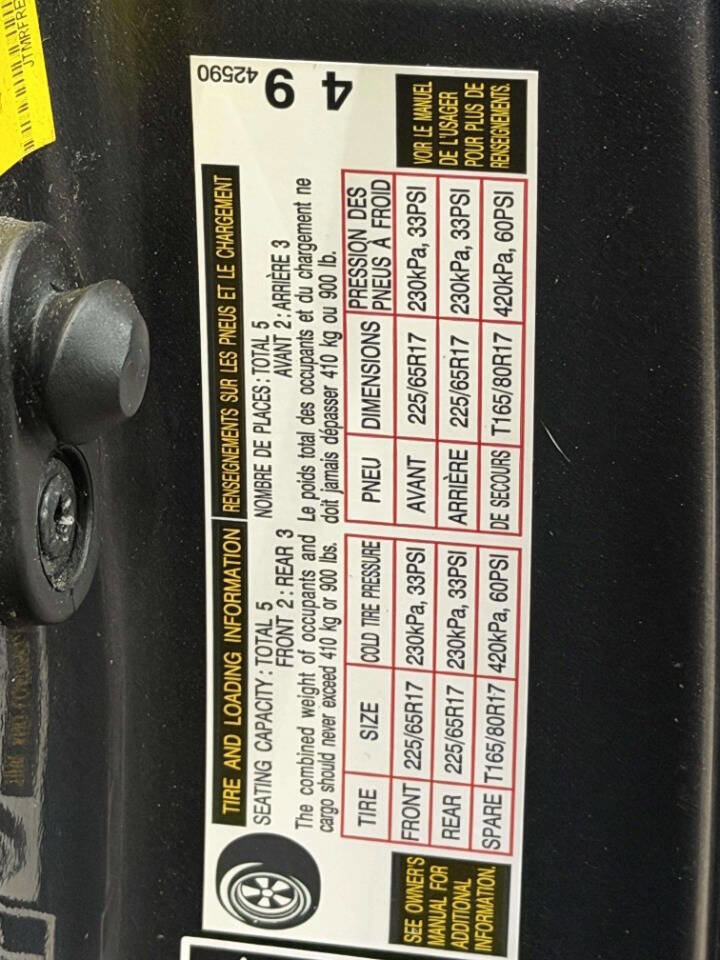 TIRE AND LOADING INFORMATION
RENSEIGNEMENTS SUR LES PNEUS ET LE CHARGEMENT
42590
4 9
SEATING CAPACITY : TOTAL 5
FRONT 2 : REAR 3
The combined weight of occupants and
cargo should never exceed 410 kg or 900 lbs.
NOMBRE DE PLACES : TOTAL 5
AVANT 2 : ARRIÈRE 3
Le poids total des occupants et du chargement ne
doit jamais dépasser 410 kg ou 900 lb.
TIRE SIZE COLD TIRE PRESSURE
FRONT 225/65R17 230kPa, 33PSI
REAR 225/65R17 230kPa, 33PSI
SPARE T165/80R17 420kPa, 60PSI
PNEU DIMENSIONS PRESSION DES
PNEUS À FROID
AVANT 225/65R17 230kPa, 33PSI
ARRIÈRE 225/65R17 230kPa, 33PSI
DE SECOURS T165/80R17 420kPa, 60PSI
SEE OWNER'S
MANUAL FOR
ADDITIONAL
INFORMATION.
VOIR LE MANUEL
DE L'USAGER
POUR PLUS DE
RENSEIGNEMENTS.
JTMRFRE